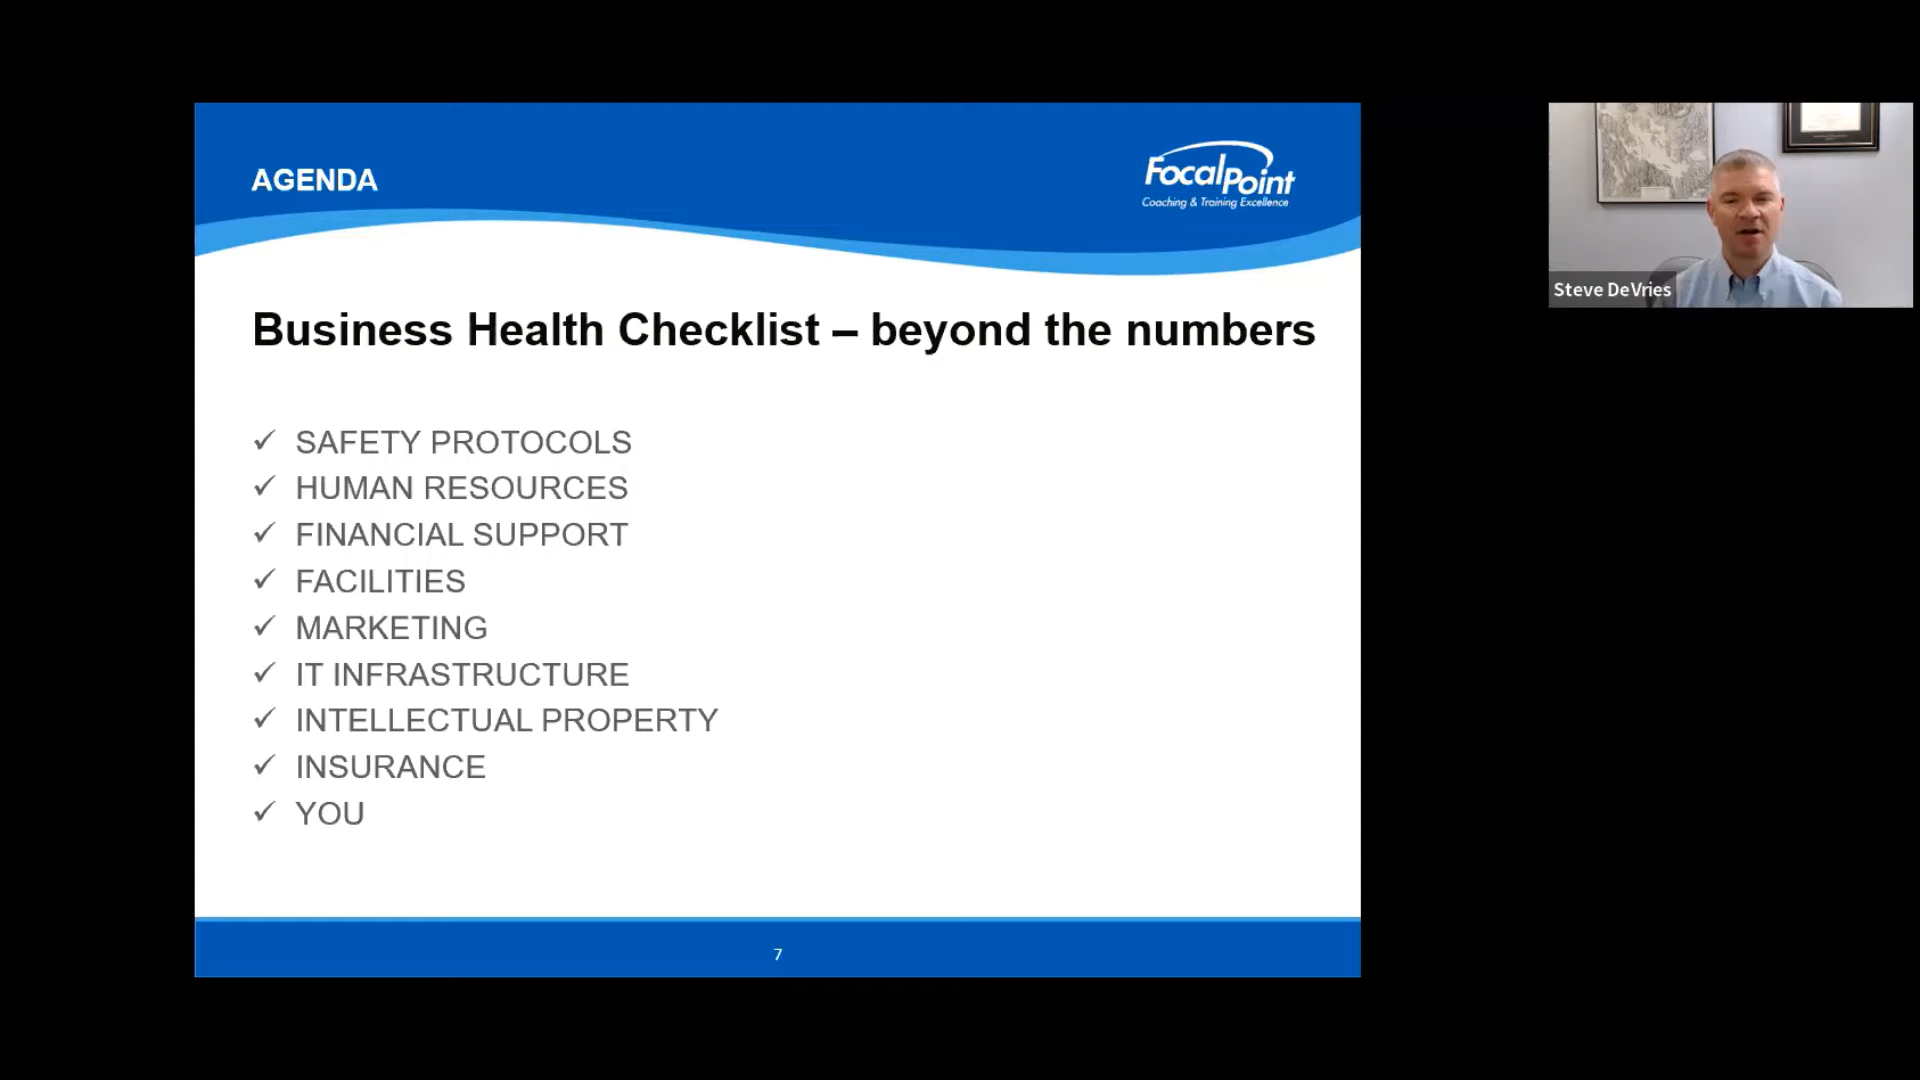 AGENDA
FocalPoint
Coaching & Training Excellence
Steve DeVries
Business Health Checklist – beyond the numbers
✓ SAFETY PROTOCOLS
✓ HUMAN RESOURCES
✓ FINANCIAL SUPPORT
✓ FACILITIES
✓ MARKETING
✓ IT INFRASTRUCTURE
✓ INTELLECTUAL PROPERTY
✓ INSURANCE
✓ YOU
7